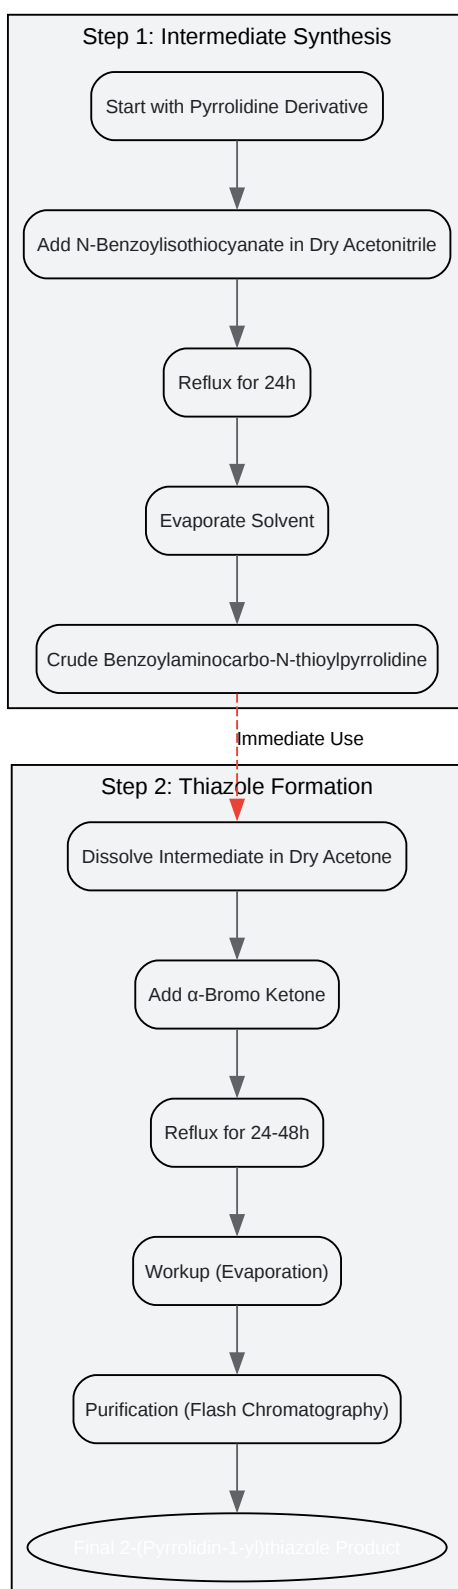 Step 1: Intermediate Synthesis
Start with Pyrrolidine Derivative
Add N-Benzoylisothiocyanate in Dry Acetonitrile
Reflux for 24h
Evaporate Solvent
Crude Benzoylaminocarbo-N-thioylpyrrolidine
Immediate Use
Step 2: Thiazole Formation
Dissolve Intermediate in Dry Acetone
Add α-Bromo Ketone
Reflux for 24-48h
Workup (Evaporation)
Purification (Flash Chromatography)
Final 2-(Pyrrolidin-1-yl)thiazole Product